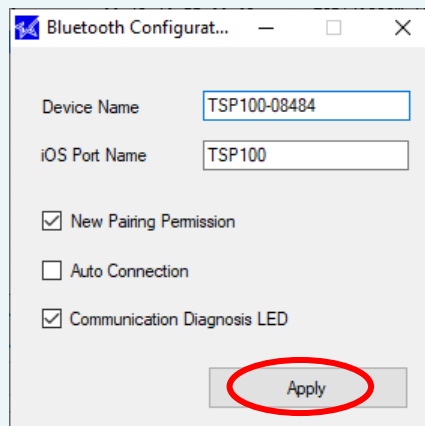 Bluetooth Configurat...
Device Name
TSP100-08484
iOS Port Name
TSP100
New Pairing Permission
Auto Connection
Communication Diagnosis LED
Apply